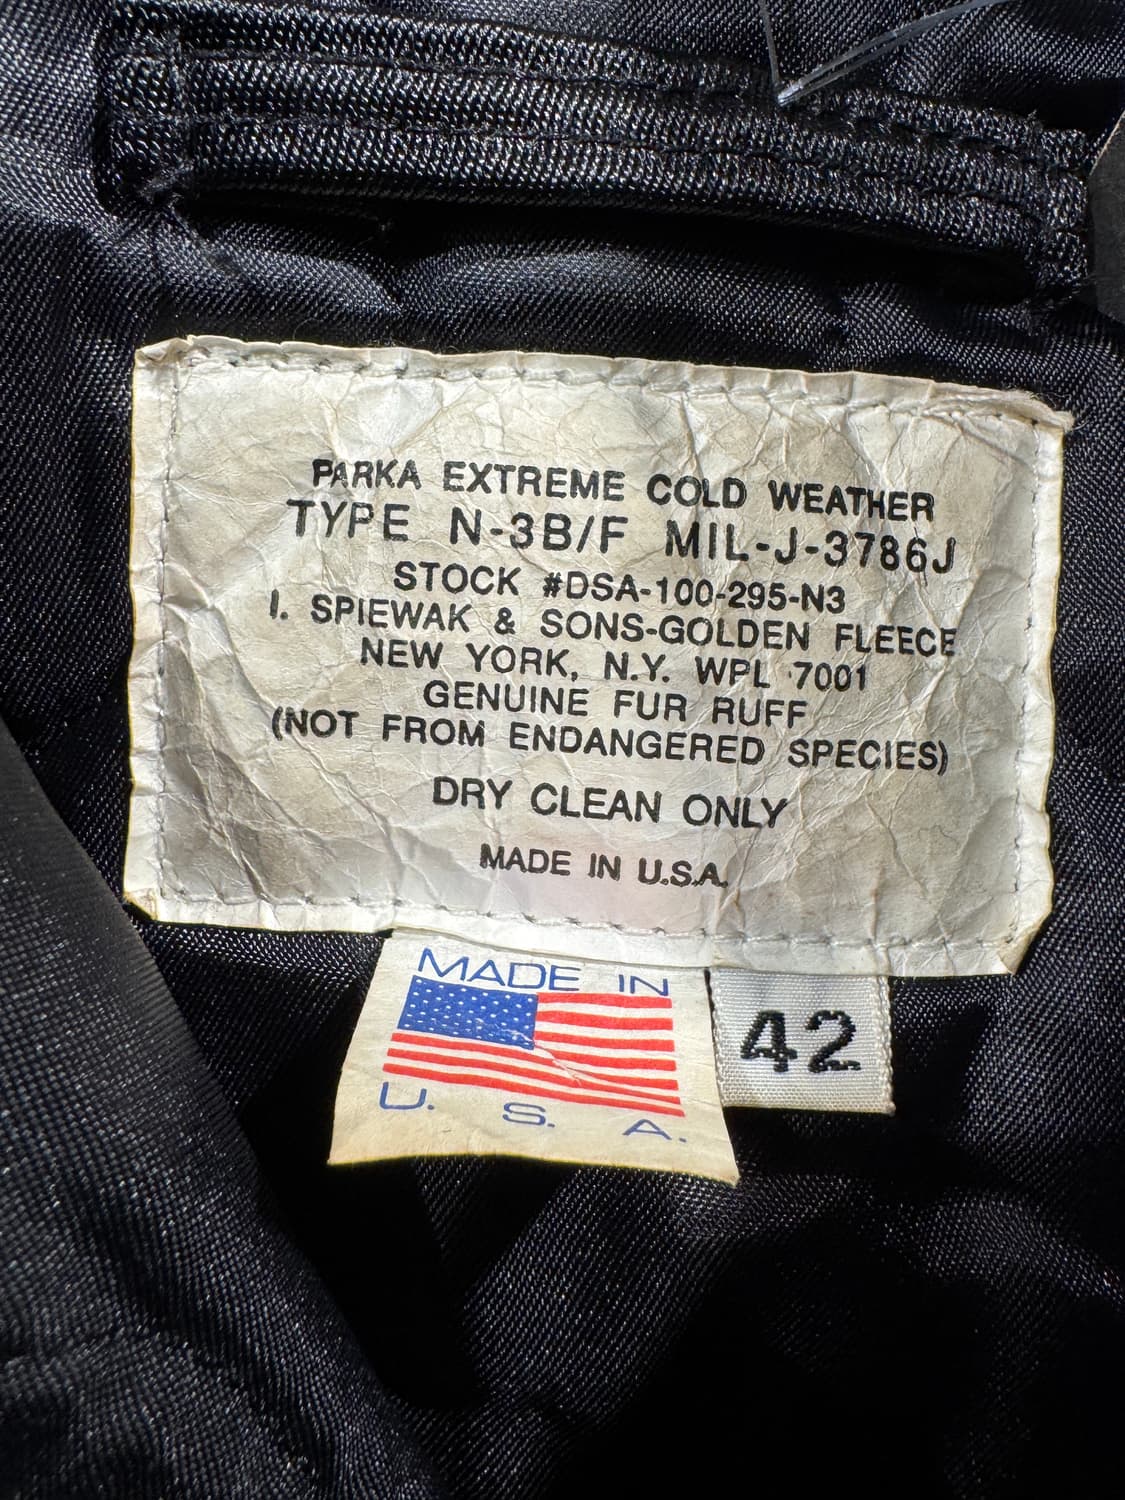 PARKA EXTREME COLD WEATHER
TYPE N-3B/F MIL-J-3786J
STOCK #DSA-100-295-N3
I. SPIEWAK & SONS-GOLDEN FLEECE
NEW YORK, N.Y. WPL 7001
GENUINE FUR RUFF
(NOT FROM ENDANGERED SPECIES)
DRY CLEAN ONLY
MADE IN U.S.A.
MADE IN
U. S. A.
42